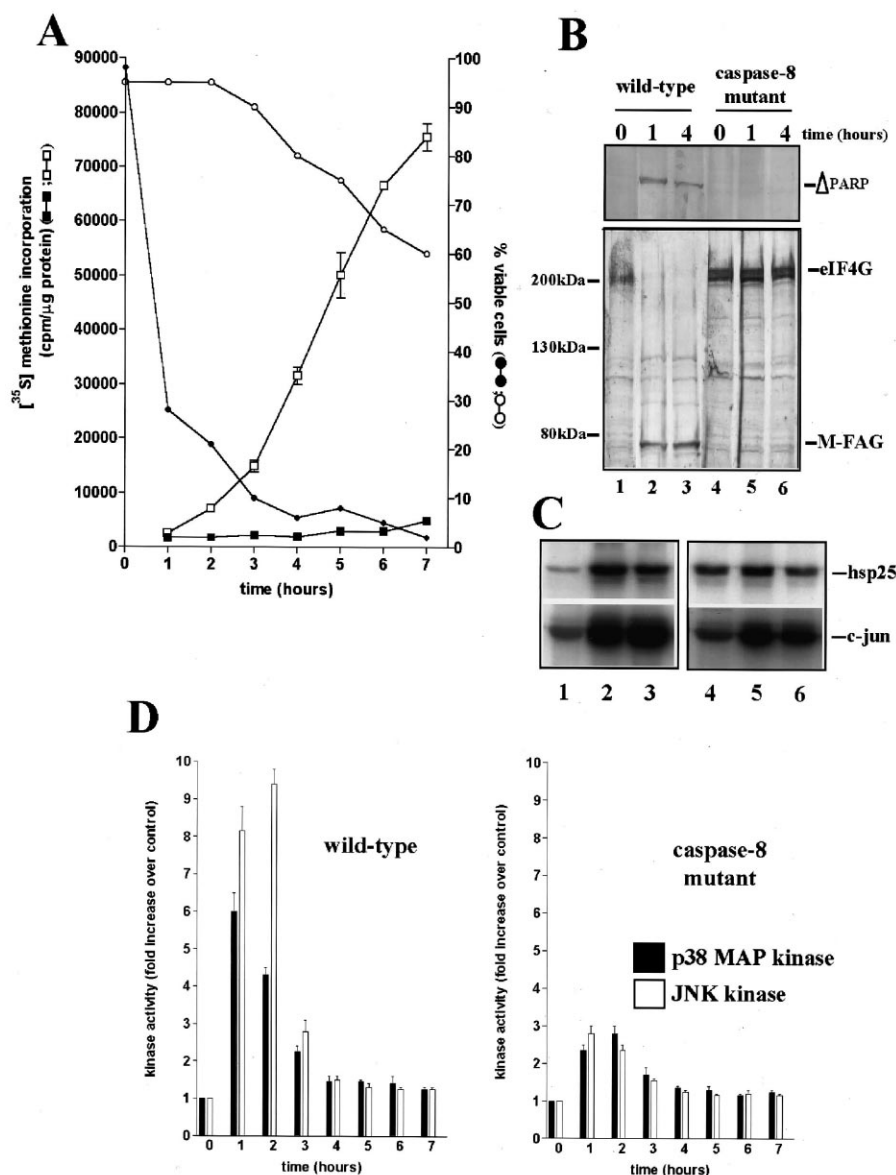 A
90000
80000
70000
60000
50000
40000
30000
20000
10000
0
[35S] methionine incorporation
(cpm/µg protein) (■-■; □-□)
100
90
80
70
60
50
40
30
20
10
0
% viable cells (●-●; ○-○)
0 1 2 3 4 5 6 7
time (hours)
B
wild-type
caspase-8
mutant
0 1 4 0 1 4 time (hours)
ΔPARP
eIF4G
200kDa
130kDa
80kDa
M-FAG
1 2 3 4 5 6
C
hsp25
c-jun
1 2 3 4 5 6
D
10
9
8
7
6
5
4
3
2
1
0
kinase activity (fold increase over control)
wild-type
0 1 2 3 4 5 6 7
time (hours)
10
9
8
7
6
5
4
3
2
1
0
kinase activity (fold increase over control)
caspase-8
mutant
p38 MAP kinase
JNK kinase
0 1 2 3 4 5 6 7
time (hours)